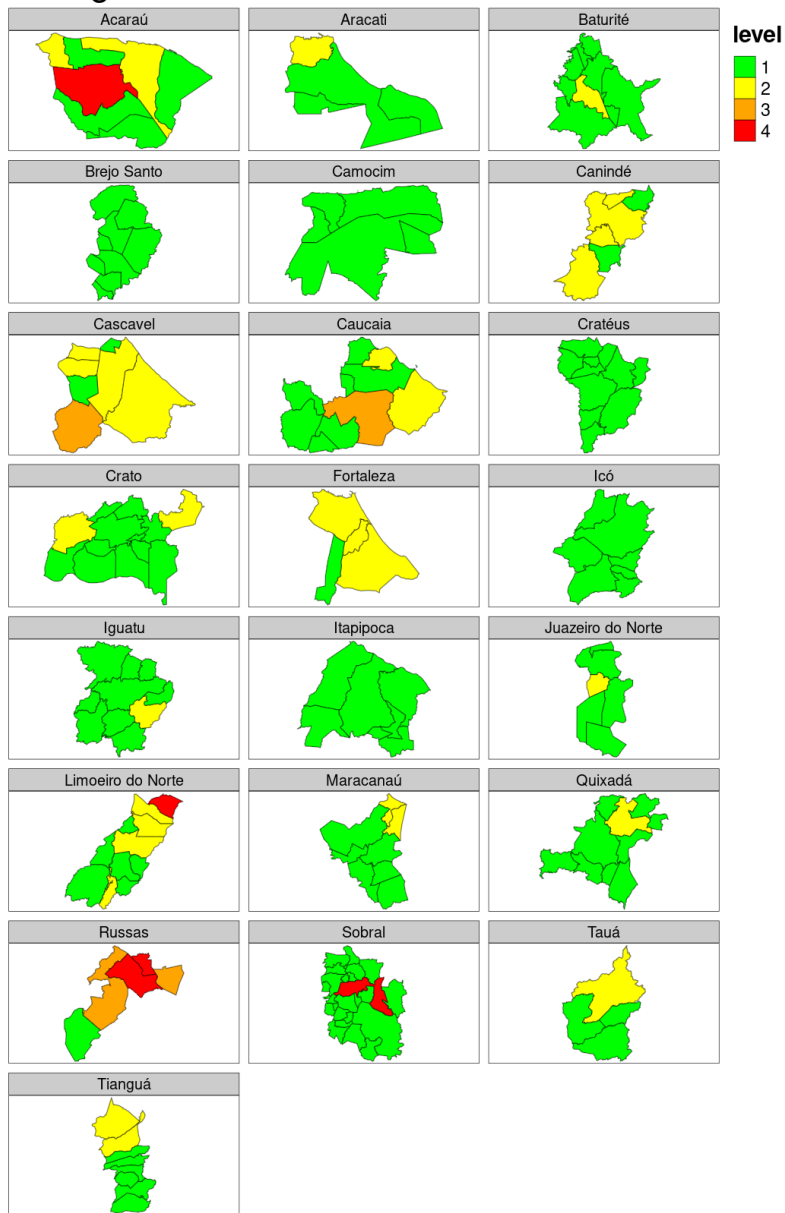 Acaraú
Aracati
Baturité
level
1
2
3
4
Brejo Santo
Camocim
Canindé
Cascavel
Caucaia
Cratéus
Crato
Fortaleza
Icó
Iguatu
Itapipoca
Juazeiro do Norte
Limoeiro do Norte
Maracanaú
Quixadá
Russas
Sobral
Tauá
Tianguá